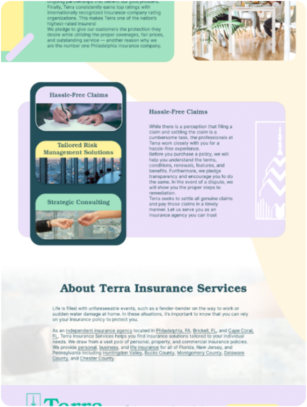 Finally, Terra consistently earns top ratings with
internationally recognized insurance company rating
organizations. This makes Terra one of the nation's
highest rated insurers!
We pledge to give our customers the protection they
desire while utilizing the proper coverages, fair prices,
and outstanding service — another reason why we
are the number one Philadelphia insurance company.
Hassle-Free Claims
Tailored Risk
Management Solutions
Strategic Consulting
Hassle-Free Claims
While there is a perception that filing a
claim and settling the claim is a
cumbersome task, the professionals at
Terra work closely with you for a
hassle-free experience.
Before you purchase a policy, we will
help you understand the terms,
conditions, renewals, features, and
benefits. Furthermore, we pledge
transparency and encourage you to do
the same. In the event of a dispute, we
will show you the proper steps to
remediation.
Terra seeks to settle all genuine claims
and pay those claims in a timely
manner. Let us serve you as an
insurance agency you can trust
About Terra Insurance Services
Life is filled with unforeseeable events, such as a fender-bender on the way to work or
sudden water damage at home. In these situations, it's important to know that you can rely
on your insurance policy to protect you.
As an independent insurance agency located in Philadelphia, PA, Brickell, FL, and Cape Coral,
FL, Terra Insurance Services helps you find insurance solutions tailored to your individual
needs. We draw from a vast pool of personal, property, and commercial insurance policies.
We provide personal, business, and life insurance for all of Florida, New Jersey, and
Pennsylvania including Huntingdon Valley, Bucks County, Montgomery County, Delaware
County, and Chester County.
Terra